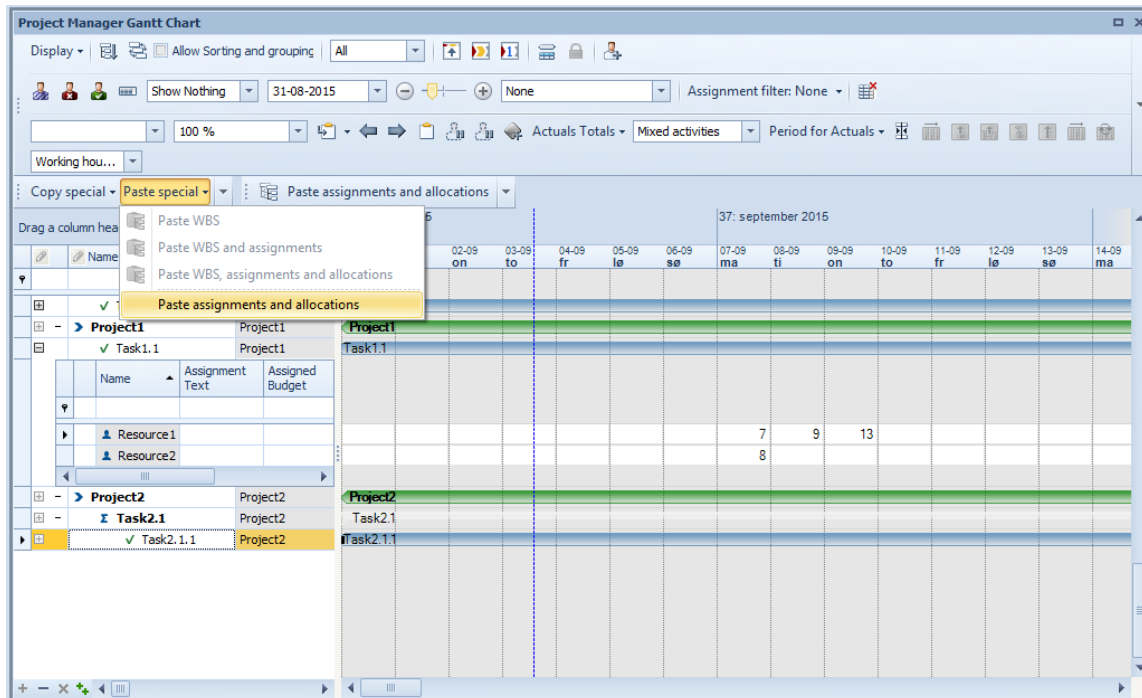 Project Manager Gantt Chart
Display Allow Sorting and grouping All
Show Nothing 31-08-2015 None Assignment filter: None
100 % Actuals Totals Mixed activities Period for Actuals
Working hou...
Copy special Paste special Paste assignments and allocations
Paste WBS
Paste WBS and assignments
Paste WBS, assignments and allocations
Paste assignments and allocations
Drag a column hea 37: september 2015
Name 02-09 03-09 04-09 05-09 06-09 07-09 08-09 09-09 10-09 11-09 12-09 13-09 14-09
on to fr lø sø ma ti on to fr lø sø ma
Project1 Project1 Project1
Task1.1 Project1 Task1.1
Name Assignment Text Assigned Budget
Resource1 7 9 13
Resource2 8
Project2 Project2 Project2
Σ Task2.1 Project2 Task2.1
Task2.1.1 Project2 Task2.1.1